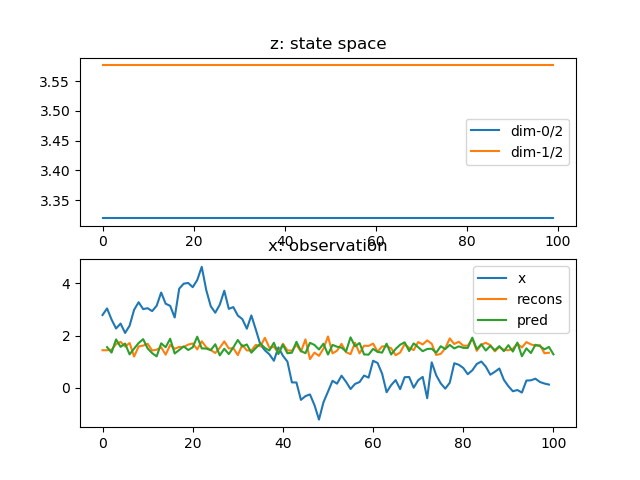 z: state space
3.55
3.50
3.45
3.40
3.35
dim-0/2
dim-1/2
0 20 40 60 80 100
x: observation
4
2
0
x
recons
pred
0 20 40 60 80 100